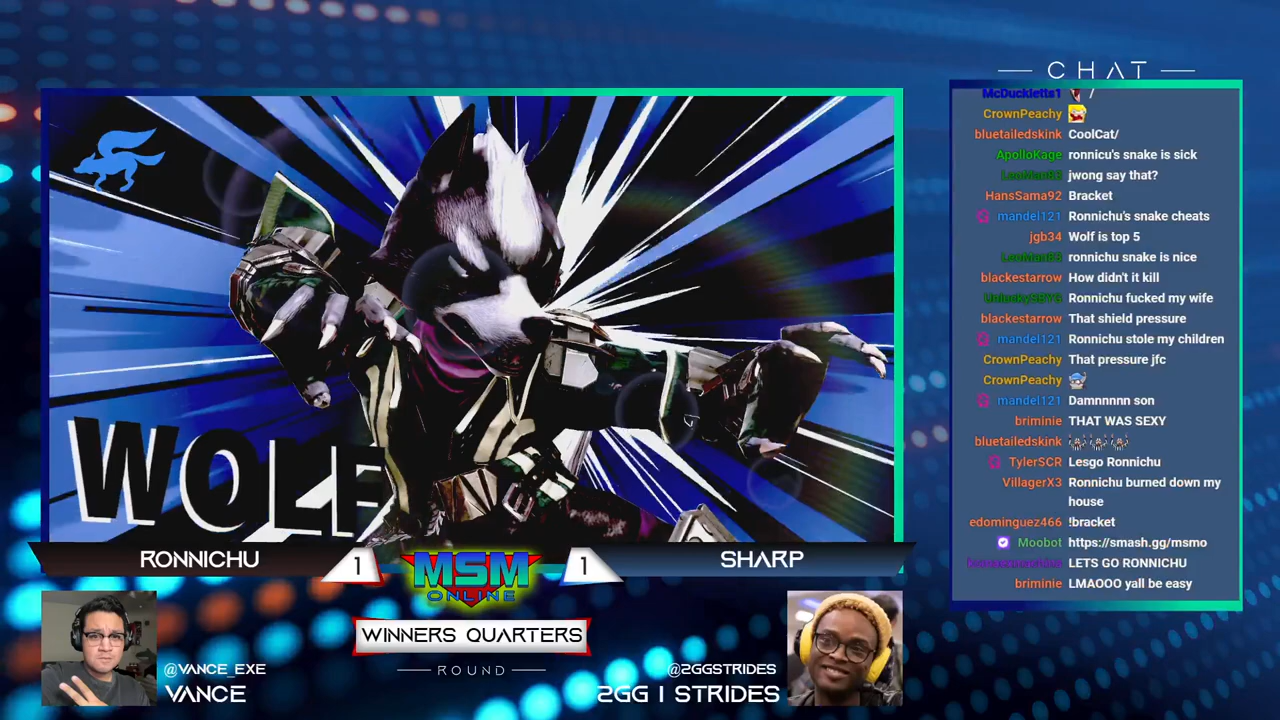 CHAT
McDuckietts1 /
CrownPeachy
bluetailedskink CoolCat/
ApolloKage ronnicu's snake is sick
LeoMan85 jwong say that?
HansSama92 Bracket
mandel121 Ronnichu's snake cheats
jgb34 Wolf is top 5
LeoMan85 ronnichu snake is nice
blackestarrow How didn't it kill
Ronnichu fucked my wife
blackestarrow That shield pressure
mandel121 Ronnichu stole my children
CrownPeachy That pressure jfc
CrownPeachy
mandel121 Damnnnnn son
briminie THAT WAS SEXY
bluetailedskink
TylerSCR Lesgo Ronnichu
VillagerX3 Ronnichu burned down my
house
edominguez466 !bracket
Moobot https://smash.gg/msmo
LETS GO RONNICHU
briminie LMAOOO yall be easy
WOLF
RONNICHU 1 MSM 1 SHARP
ONLINE
WINNERS QUARTERS
ROUND
@VANCE_EXE
VANCE
@2GGSTRIDES
2GG | STRIDES